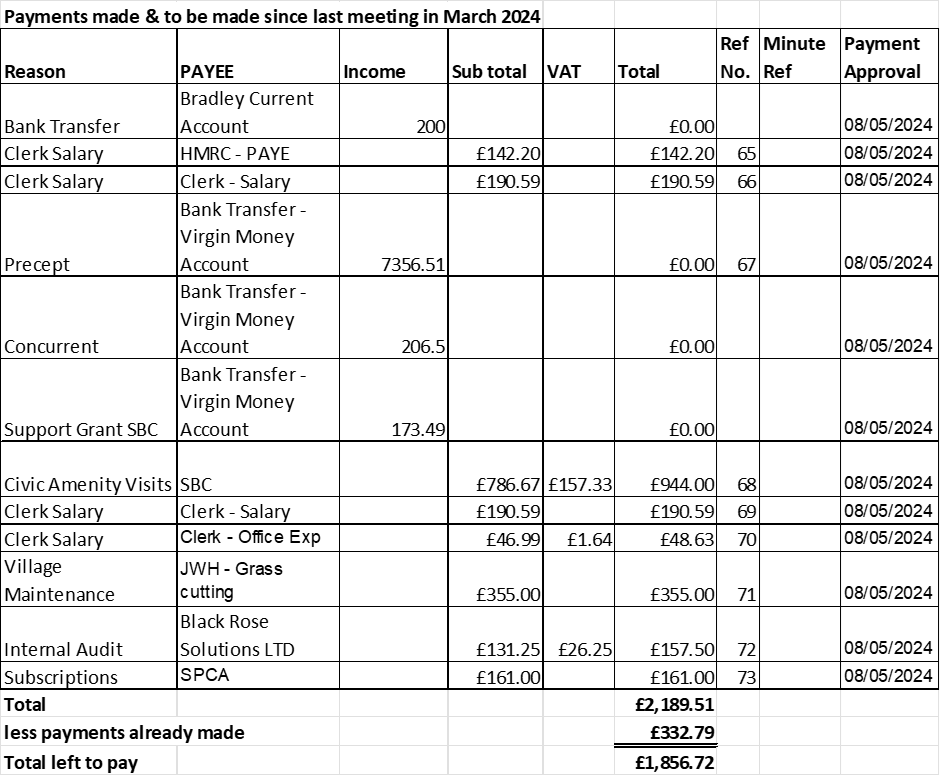 Payments made & to be made since last meeting in March 2024
Reason PAYEE Income Sub total VAT Total Ref No. Minute Ref Payment Approval
Bank Transfer Bradley Current Account 200 £0.00 08/05/2024
Clerk Salary HMRC - PAYE £142.20 £142.20 65 08/05/2024
Clerk Salary Clerk - Salary £190.59 £190.59 66 08/05/2024
Precept Bank Transfer - Virgin Money Account 7356.51 £0.00 67 08/05/2024
Concurrent Bank Transfer - Virgin Money Account 206.5 £0.00 08/05/2024
Support Grant SBC Bank Transfer - Virgin Money Account 173.49 £0.00 08/05/2024
Civic Amenity Visits SBC £786.67 £157.33 £944.00 68 08/05/2024
Clerk Salary Clerk - Salary £190.59 £190.59 69 08/05/2024
Clerk Salary Clerk - Office Exp £46.99 £1.64 £48.63 70 08/05/2024
Village Maintenance JWH - Grass cutting £355.00 £355.00 71 08/05/2024
Internal Audit Black Rose Solutions LTD £131.25 £26.25 £157.50 72 08/05/2024
Subscriptions SPCA £161.00 £161.00 73 08/05/2024
Total £2,189.51
less payments already made £332.79
Total left to pay £1,856.72